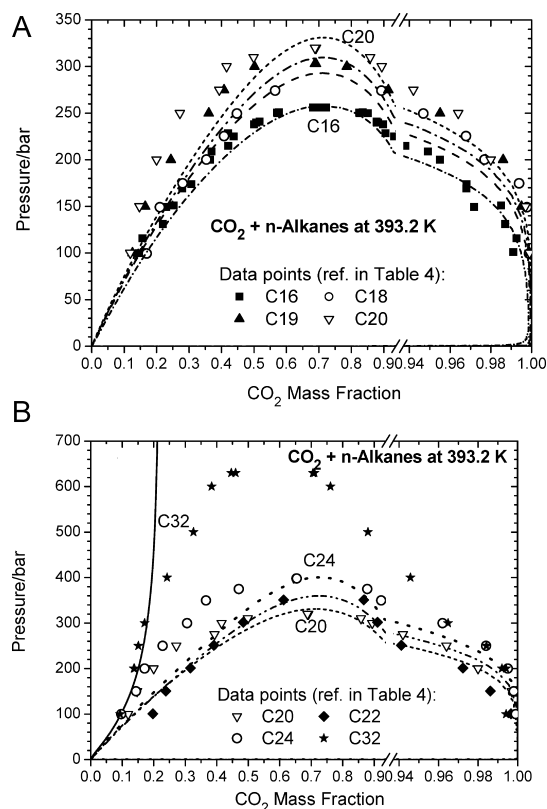 A
350
300
250
200
150
100
50
0
Pressure/bar
C20
C16
CO2 + n-Alkanes at 393.2 K
Data points (ref. in Table 4):
C16 C18
C19 C20
0.0 0.1 0.2 0.3 0.4 0.5 0.6 0.7 0.8 0.90 0.94 0.96 0.98 1.00
CO2 Mass Fraction
B
700
600
500
400
300
200
100
0
Pressure/bar
CO2 + n-Alkanes at 393.2 K
C32
C24
C20
Data points (ref. in Table 4):
C20 C22
C24 C32
0.0 0.1 0.2 0.3 0.4 0.5 0.6 0.7 0.8 0.90 0.94 0.96 0.98 1.00
CO2 Mass Fraction